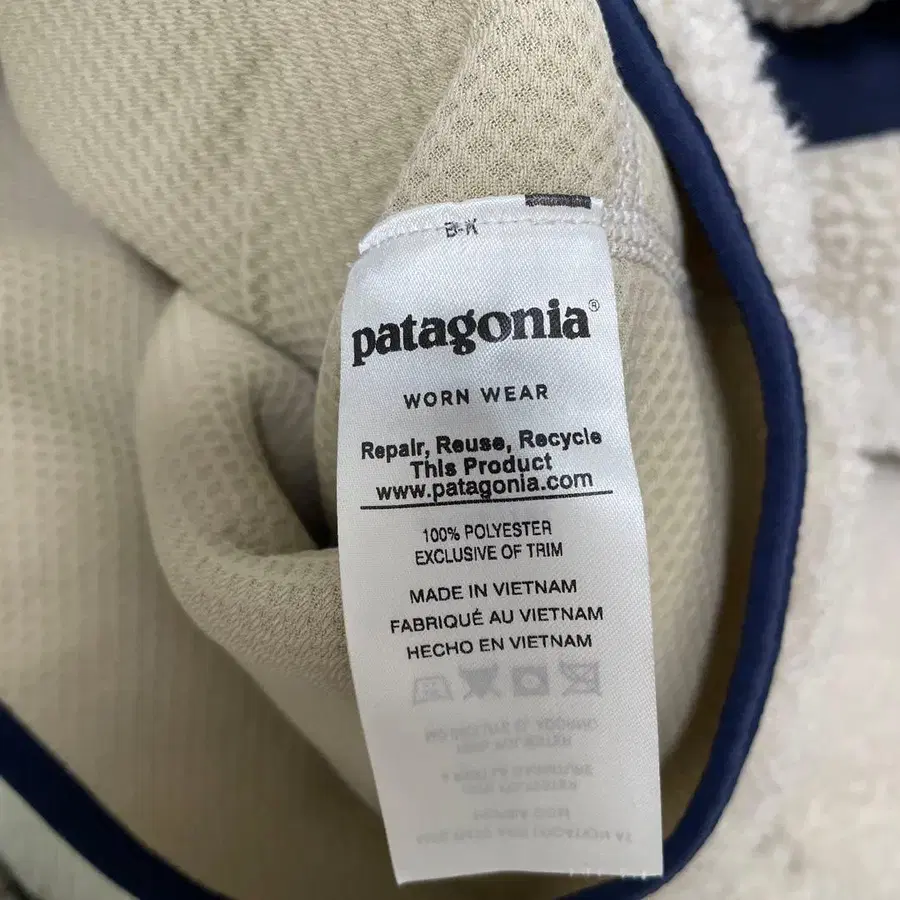 B-K
patagonia®
WORN WEAR
Repair, Reuse, Recycle
This Product
www.patagonia.com
100% POLYESTER
EXCLUSIVE OF TRIM
MADE IN VIETNAM
FABRIQUÉ AU VIETNAM
HECHO EN VIETNAM